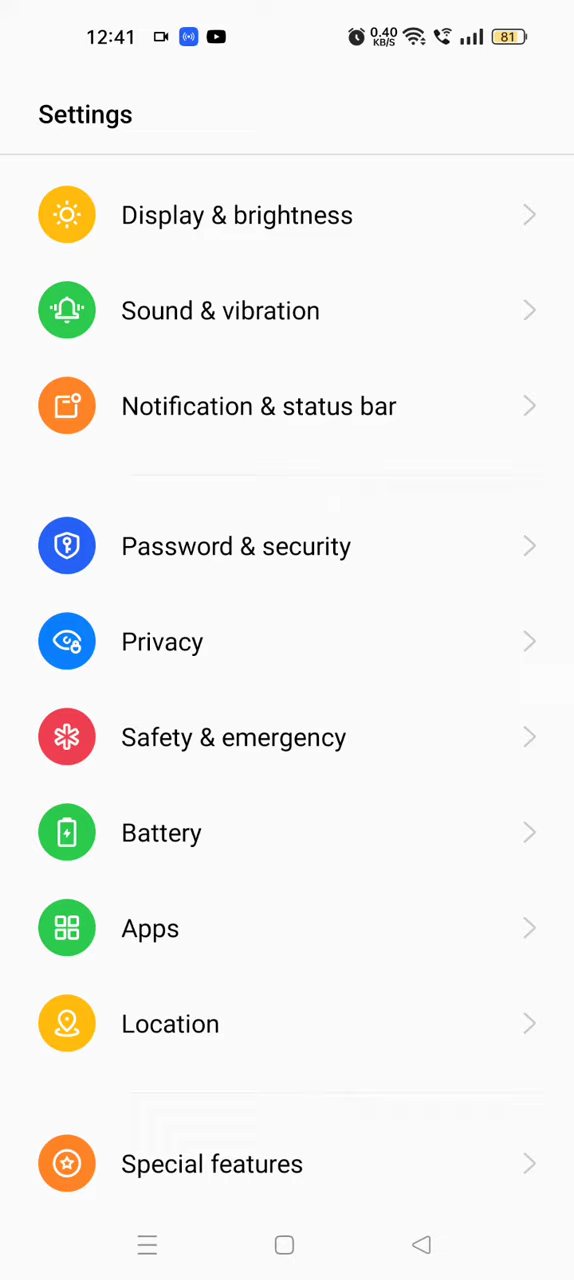 12:41 0.40 KB/S 81
Settings
Display & brightness
Sound & vibration
Notification & status bar
Password & security
Privacy
Safety & emergency
Battery
Apps
Location
Special features